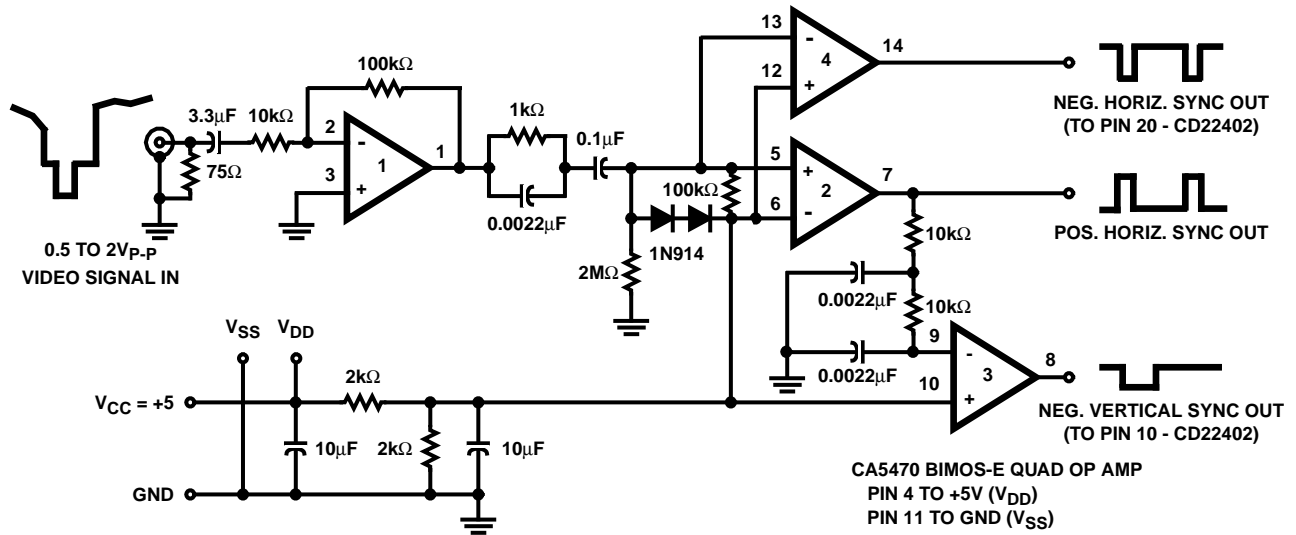 13
-
4
14
12
+
NEG. HORIZ. SYNC OUT
(TO PIN 20 - CD22402)
100kΩ
3.3μF
10kΩ
2
-
1
1
3
+
75Ω
1kΩ
0.0022μF
0.1μF
100kΩ
5
+
2
7
6
-
1N914
2MΩ
10kΩ
POS. HORIZ. SYNC OUT
0.5 TO 2VP-P
VIDEO SIGNAL IN
0.0022μF
10kΩ
0.0022μF
9
-
3
8
10
+
NEG. VERTICAL SYNC OUT
(TO PIN 10 - CD22402)
VSS
VDD
2kΩ
VCC = +5
10μF
2kΩ
10μF
GND
CA5470 BIMOS-E QUAD OP AMP
PIN 4 TO +5V (VDD)
PIN 11 TO GND (VSS)